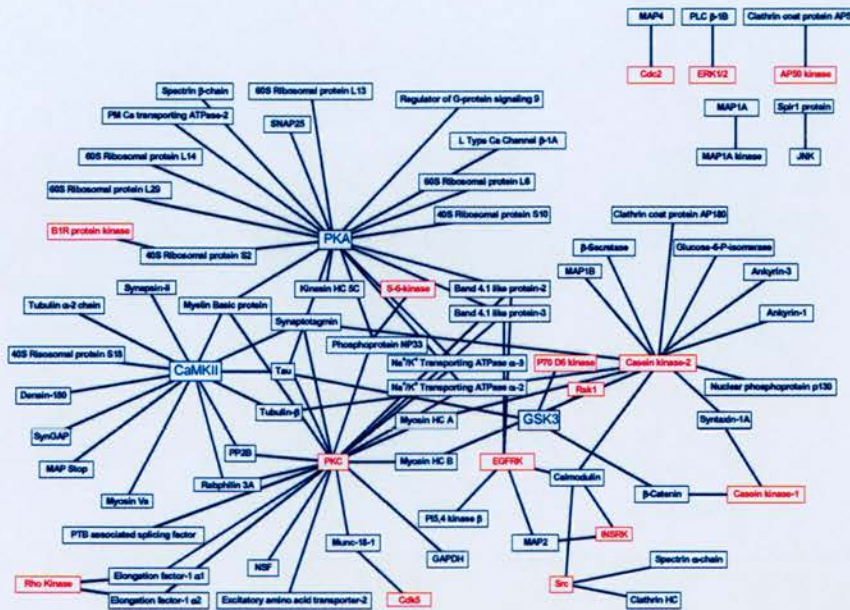 MAP4
PLC β-1B
Clathrin coat protein AP50
Cdc2
ERK1/2
AP50 kinase
MAP1A
Spir1 protein
MAP1A kinase
JNK
Spectrin β-chain
60S Ribosomal protein L13
Regulator of G-protein signaling 9
PM Ca transporting ATPase-2
SNAP25
L Type Ca Channel β-1A
60S Ribosomal protein L14
60S Ribosomal protein L6
60S Ribosomal protein L29
40S Ribosomal protein S10
B1R protein kinase
PKA
Clathrin coat protein AP180
40S Ribosomal protein S2
β-Secretase
Glucose-6-P-isomerase
MAP1B
Ankyrin-3
Synapsin-II
Kinasin HC 5C
S-6-kinase
Band 4.1 like protein-2
Tubulin α-2 chain
Myelin Basic protein
Band 4.1 like protein-3
Ankyrin-1
Synaptotagmin
Phosphoprotein NP33
40S Risosomal protein S18
CaMKII
Tau
Na⁺/K⁺ Transporting ATPase α-3
P70 D6 kinase
Casein kinase-2
Na⁺/K⁺ Transporting ATPase α-2
Rsk1
Nuclear phosphoprotein p130
Densin-180
Tubulin-β
Myosin HC A
GSK3
Syntaxin-1A
SynGAP
PP2B
PKC
Myosin HC B
EGFRK
MAP Stop
Rabphilin 3A
Calmodulin
β-Catenin
Casein kinase-1
Myosin Va
PI5,4 kinase β
PTB associated splicing factor
Munc-18-1
MAP2
INSRK
GAPDH
Spectrin α-chain
NSF
Rho Kinase
Elongation factor-1 α1
Src
Elongation factor-1 α2
Excitatory amino acid transporter-2
Cdk5
Clathrin HC